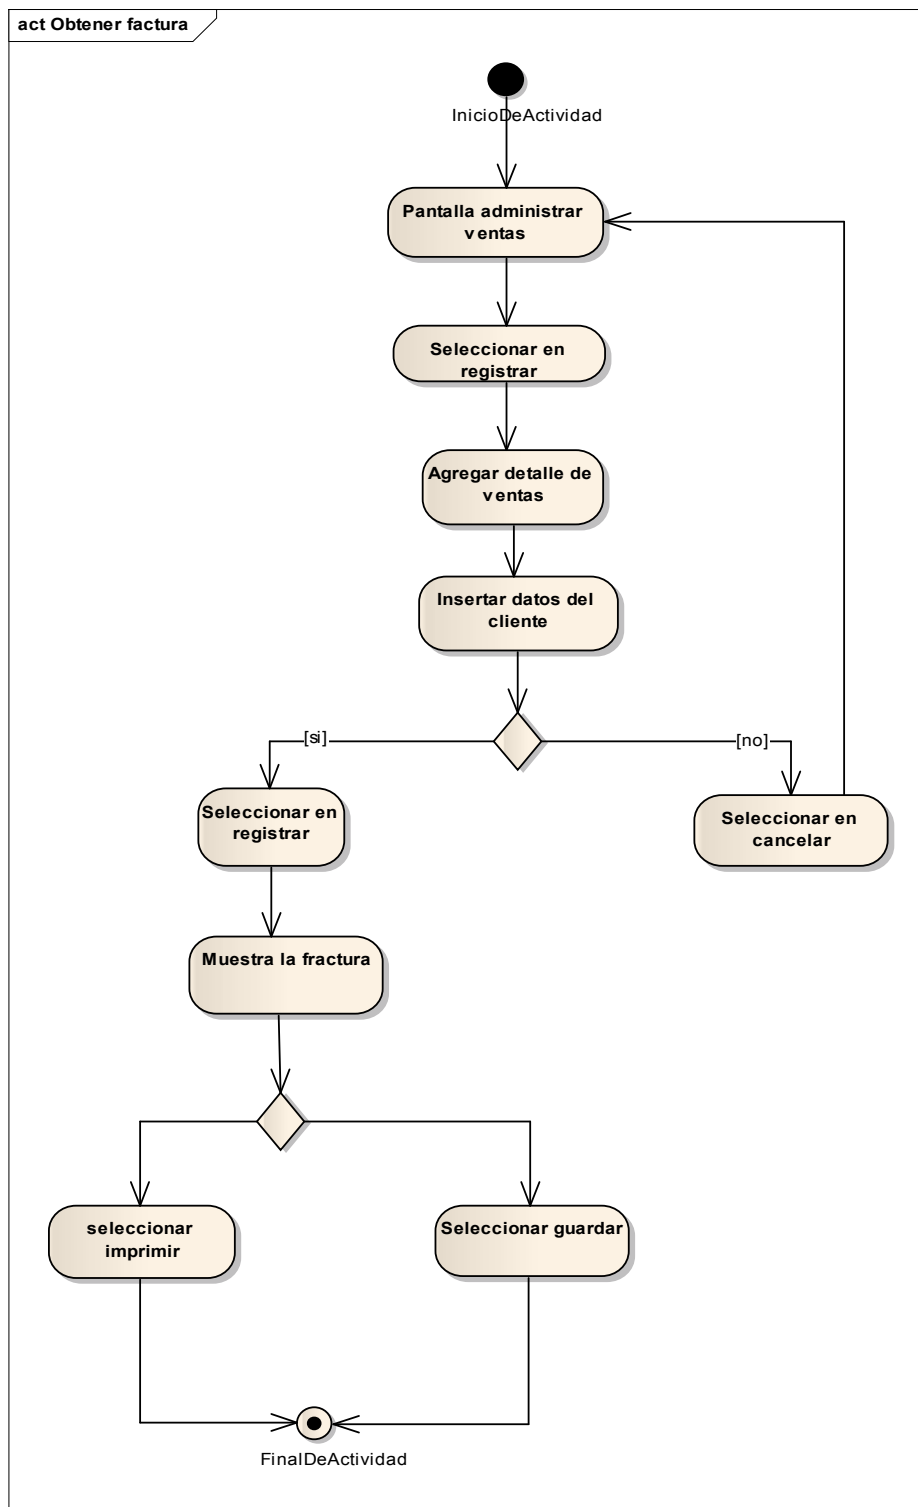 act Obtener factura
InicioDeActividad
Pantalla administrar
ventas
Seleccionar en
registrar
Agregar detalle de
ventas
Insertar datos del
cliente
[si]
[no]
Seleccionar en
registrar
Seleccionar en
cancelar
Muestra la fractura
seleccionar
imprimir
Seleccionar guardar
FinalDeActividad